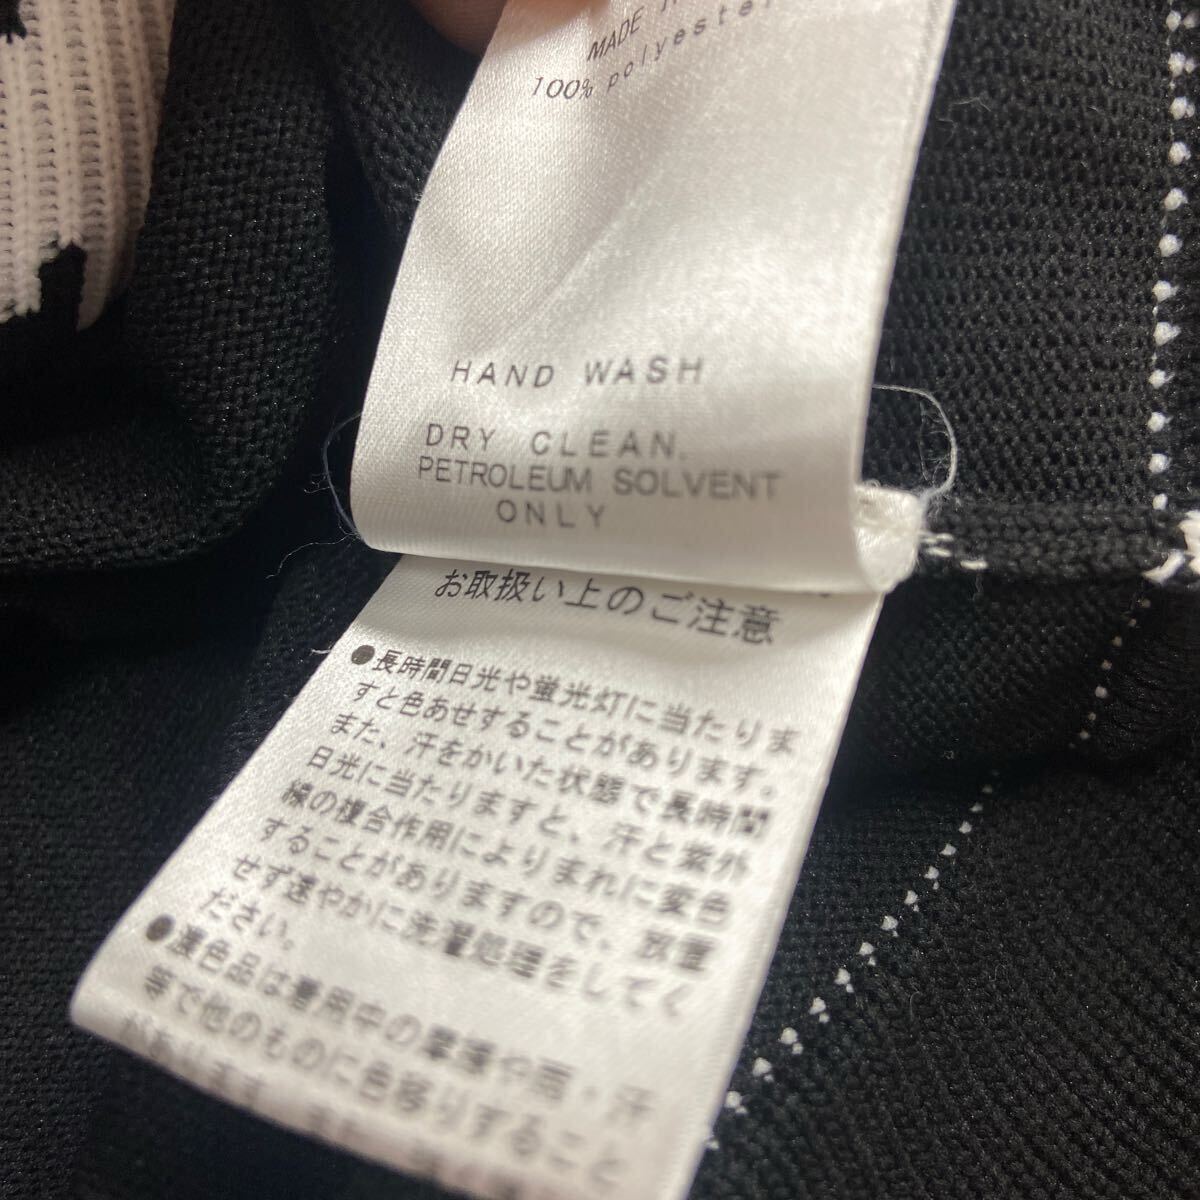 MADE
100% polyester
HAND WASH
DRY CLEAN.
PETROLEUM SOLVENT
ONLY
お取扱い上のご注意
●長時間日光や蛍光灯に当たりま
すと色あせすることがあります。
また、汗をかいた状態で長時間
日光に当たりますと、汗と紫外
線の複合作用によりまれに変色
することがありますので、放置
せず速やかに洗濯処理をしてく
ださい。
●濃色品は着用中の摩擦や雨・汗
等で他のものに色移りすること
があります